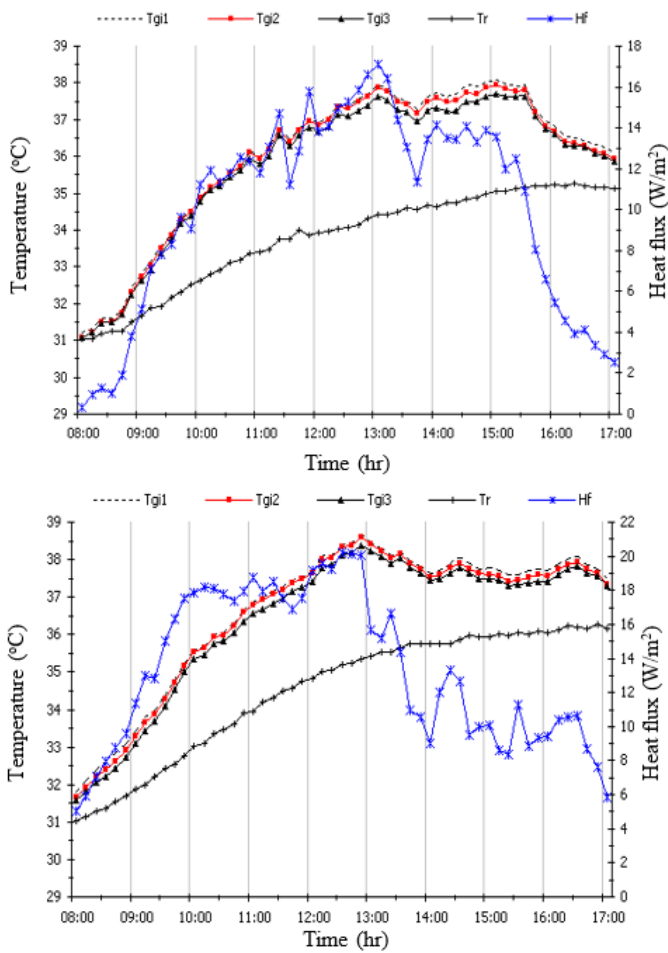 Tgi1 Tgi2 Tgi3 Tr Hf
39 18
38 16
37 14
36 12
35 10
34
33 8
32 6
31 4
30 2
29 0
Temperature (°C)
Heat flux (W/m²)
08:00 09:00 10:00 11:00 12:00 13:00 14:00 15:00 16:00 17:00
Time (hr)
Tgi1 Tgi2 Tgi3 Tr Hf
39 22
38 20
37 18
36 16
35 14
34 12
33 10
32 8
31 6
30 4
29 2
0
Temperature (°C)
Heat flux (W/m²)
08:00 09:00 10:00 11:00 12:00 13:00 14:00 15:00 16:00 17:00
Time (hr)